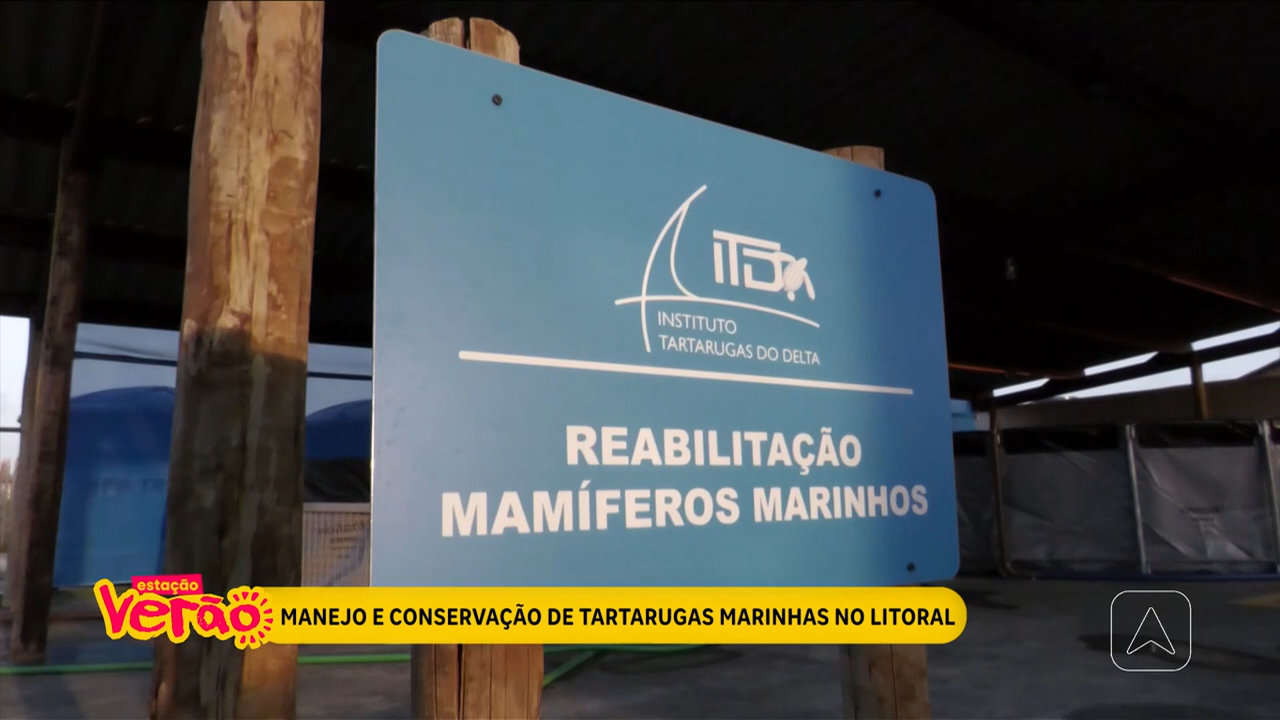 ITD
INSTITUTO
TARTARUGAS DO DELTA
REABILITAÇÃO
MAMÍFEROS MARINHOS
estação
Verão
MANEJO E CONSERVAÇÃO DE TARTARUGAS MARINHAS NO LITORAL